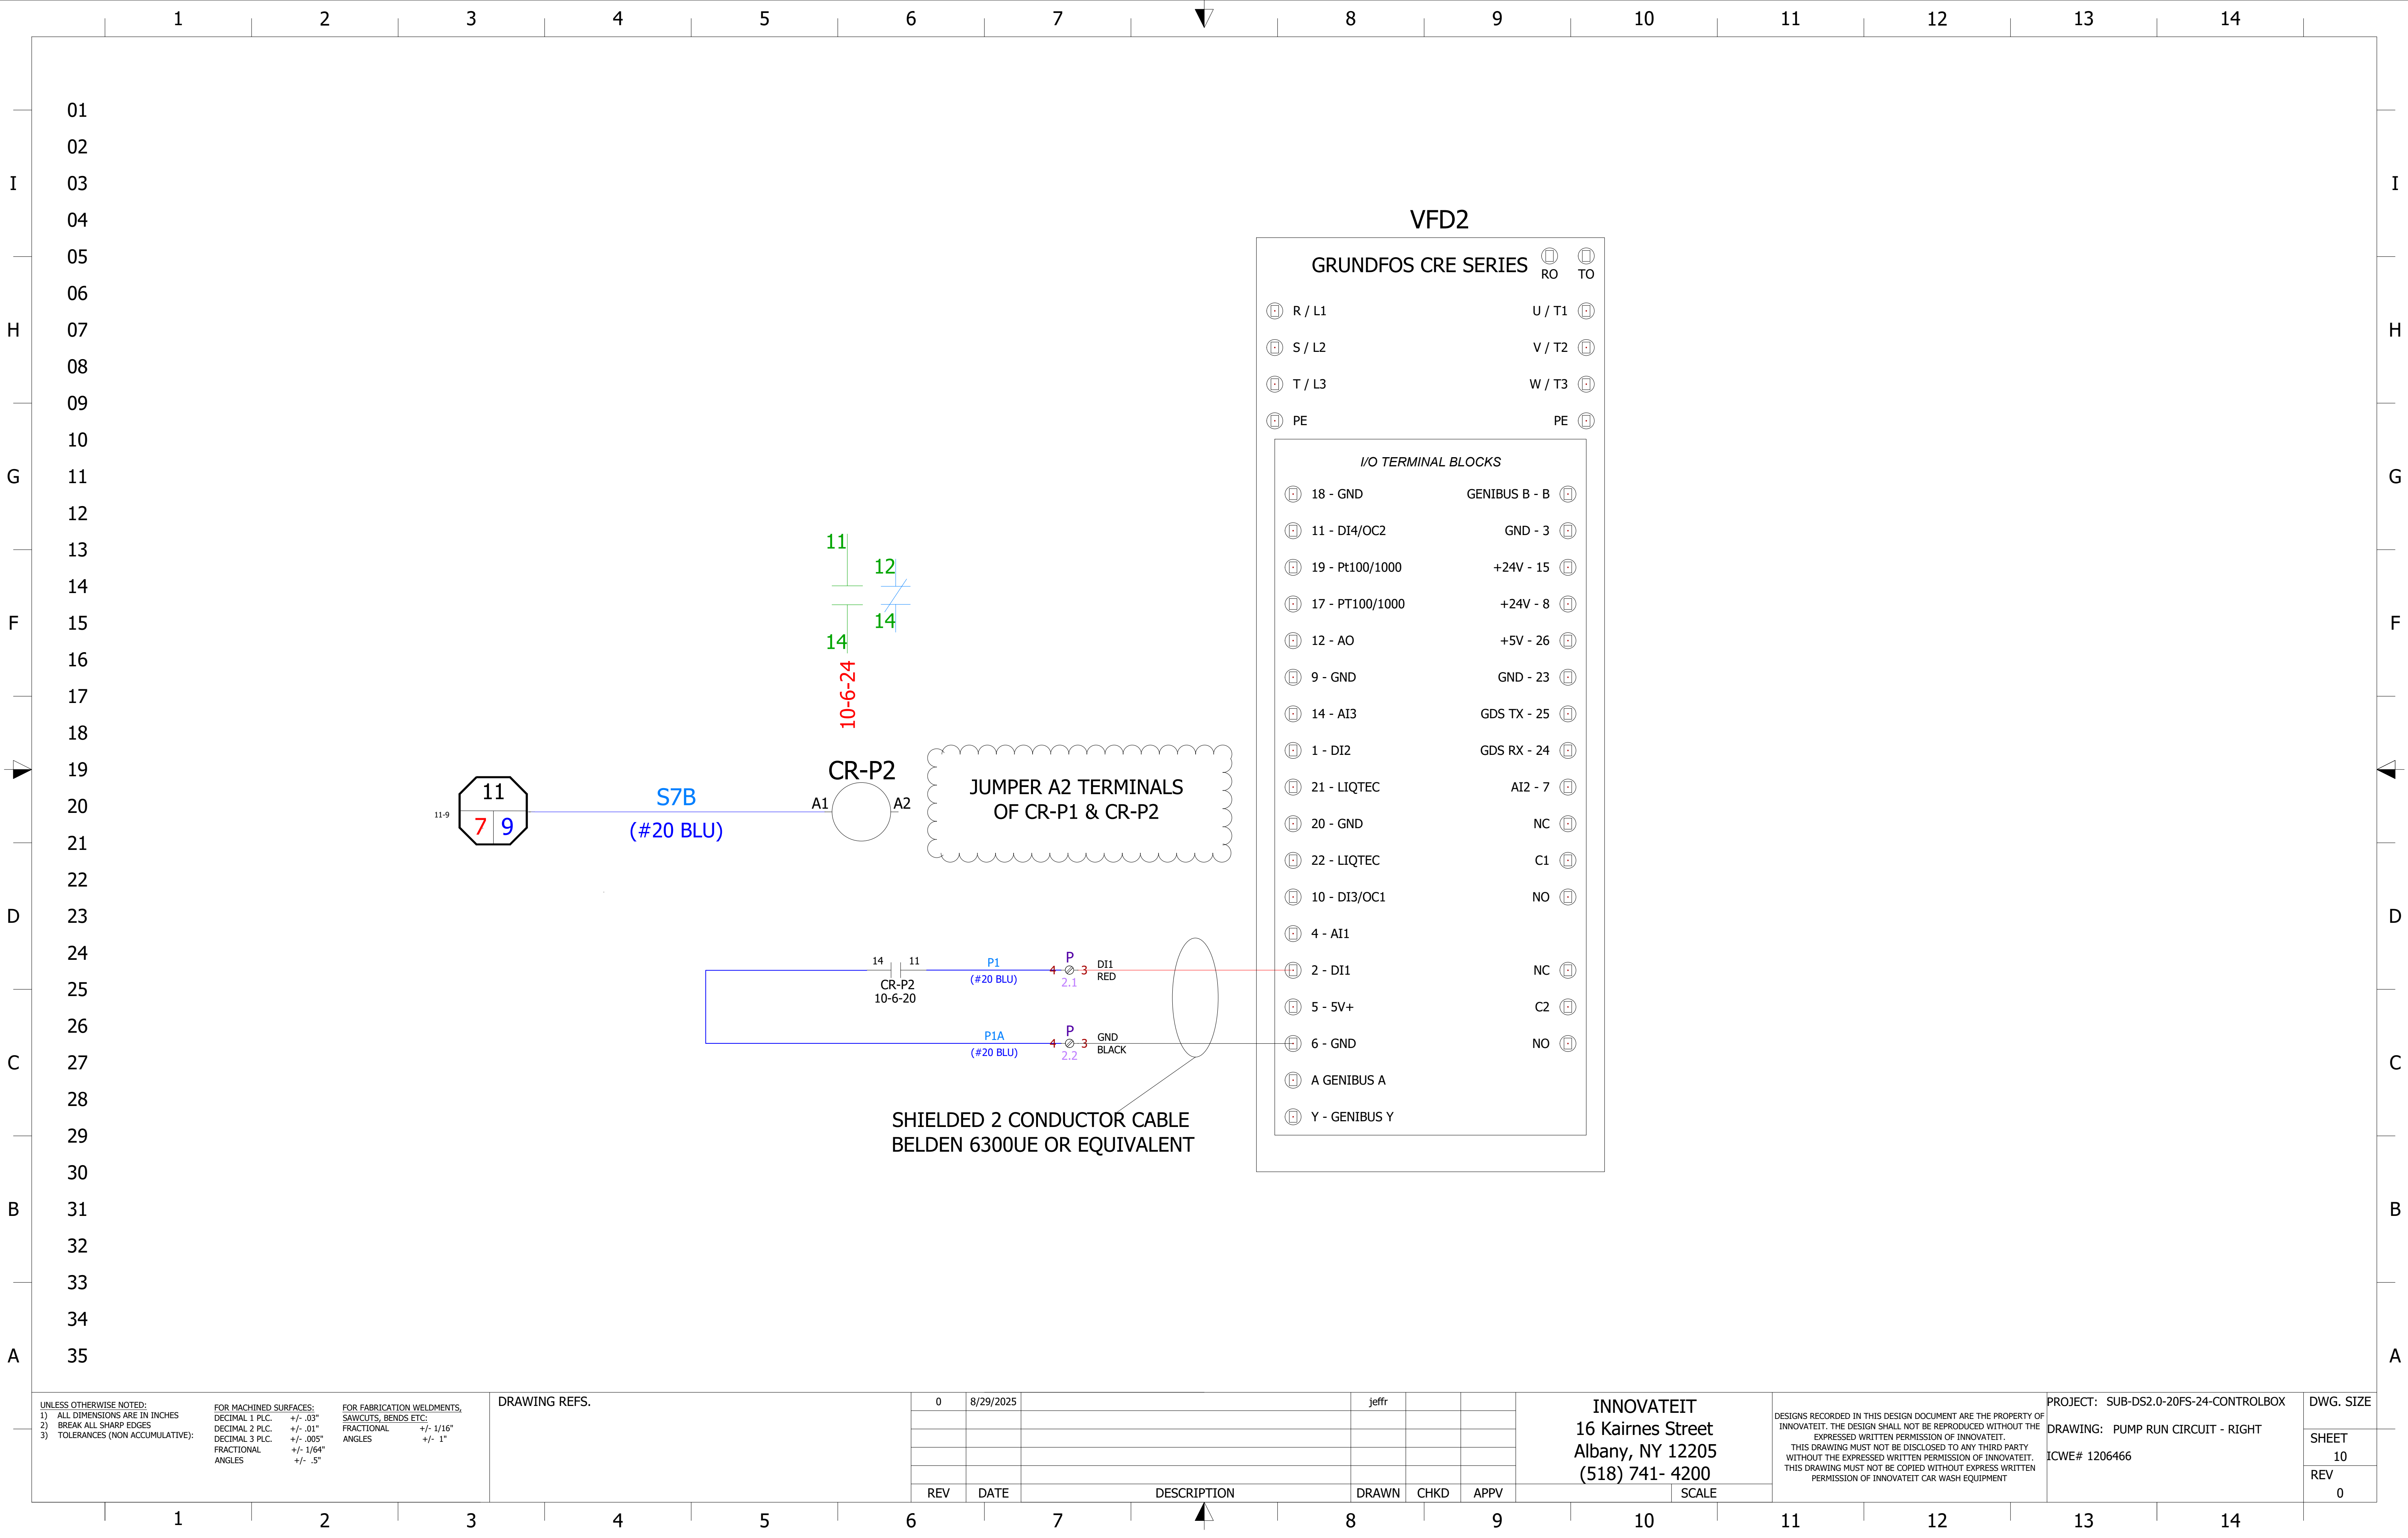 1 2 3 4 5 6 7 8 9 10 11 12 13 14
01
02
I 03 I
04
VFD2
05
GRUNDFOS CRE SERIES
RO TO
06
R / L1 U / T1
H 07 H
S / L2 V / T2
08
T / L3 W / T3
09
PE PE
10
I/O TERMINAL BLOCKS
G 11 G
18 - GND GENIBUS B - B
12
11 - DI4/OC2 GND - 3
13
11
12
19 - Pt100/1000 +24V - 15
14
17 - PT100/1000 +24V - 8
F 15 F
14
14
12 - AO +5V - 26
16
10-6-24
9 - GND GND - 23
17
14 - AI3 GDS TX - 25
18
1 - DI2 GDS RX - 24
19
CR-P2
JUMPER A2 TERMINALS
OF CR-P1 & CR-P2
21 - LIQTEC AI2 - 7
20
11-9
11
7 9
S7B
(#20 BLU)
A1 A2
20 - GND NC
21
22 - LIQTEC C1
22
10 - DI3/OC1 NO
D 23 D
4 - AI1
24
14 11
CR-P2
10-6-20
P1
(#20 BLU)
P
4 3
2.1
DI1
RED
2 - DI1 NC
25
5 - 5V+ C2
26
P1A
(#20 BLU)
P
4 3
2.2
GND
BLACK
6 - GND NO
C 27 C
A GENIBUS A
28
SHIELDED 2 CONDUCTOR CABLE
BELDEN 6300UE OR EQUIVALENT
Y - GENIBUS Y
29
30
B 31 B
32
33
34
A 35 A
UNLESS OTHERWISE NOTED:
1) ALL DIMENSIONS ARE IN INCHES
2) BREAK ALL SHARP EDGES
3) TOLERANCES (NON ACCUMULATIVE):
FOR MACHINED SURFACES:
DECIMAL 1 PLC. +/- .03"
DECIMAL 2 PLC. +/- .01"
DECIMAL 3 PLC. +/- .005"
FRACTIONAL +/- 1/64"
ANGLES +/- .5"
FOR FABRICATION WELDMENTS,
SAWCUTS, BENDS ETC:
FRACTIONAL +/- 1/16"
ANGLES +/- 1"
DRAWING REFS.
0 8/29/2025 jeffr
REV DATE DESCRIPTION DRAWN CHKD APPV
INNOVATEIT
16 Kairnes Street
Albany, NY 12205
(518) 741- 4200
SCALE
DESIGNS RECORDED IN THIS DESIGN DOCUMENT ARE THE PROPERTY OF
INNOVATEIT. THE DESIGN SHALL NOT BE REPRODUCED WITHOUT THE
EXPRESSED WRITTEN PERMISSION OF INNOVATEIT.
THIS DRAWING MUST NOT BE DISCLOSED TO ANY THIRD PARTY
WITHOUT THE EXPRESSED WRITTEN PERMISSION OF INNOVATEIT.
THIS DRAWING MUST NOT BE COPIED WITHOUT EXPRESS WRITTEN
PERMISSION OF INNOVATEIT CAR WASH EQUIPMENT
PROJECT: SUB-DS2.0-20FS-24-CONTROLBOX
DRAWING: PUMP RUN CIRCUIT - RIGHT
ICWE# 1206466
DWG. SIZE
SHEET
10
REV
0
1 2 3 4 5 6 7 8 9 10 11 12 13 14